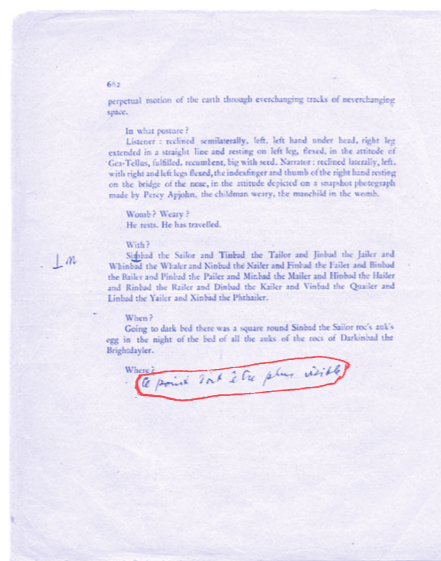 682
perpetual motion of the earth through everchanging tracks of neverchanging
space.
In what posture?
Listener: reclined semilaterally, left, left hand under head, right leg
extended in a straight line and resting on left leg, flexed, in the attitude of
Gea-Tellus, fulfilled, recumbent, big with seed. Narrator: reclined laterally, left,
with right and left legs flexed, the indexfinger and thumb of the right hand resting
on the bridge of the nose, in the attitude depicted on a snapshot photograph
made by Percy Apjohn, the childman weary, the manchild in the womb.
Womb? Weary?
He rests. He has travelled.
With?
Sinbad the Sailor and Tinbad the Tailor and Jinbad the Jailer and
Whinbad the Whaler and Ninbad the Nailer and Finbad the Failer and Binbad
the Bailer and Pinbad the Pailer and Minbad the Mailer and Hinbad the Hailer
and Rinbad the Railer and Dinbad the Kailer and Vinbad the Quailer and
Linbad the Yailer and Xinbad the Phthailer.
When?
Going to dark bed there was a square round Sinbad the Sailor roc's auk's
egg in the night of the bed of all the auks of the rocs of Darkinbad the
Brightdayler.
Where?
le point doit être plus visible